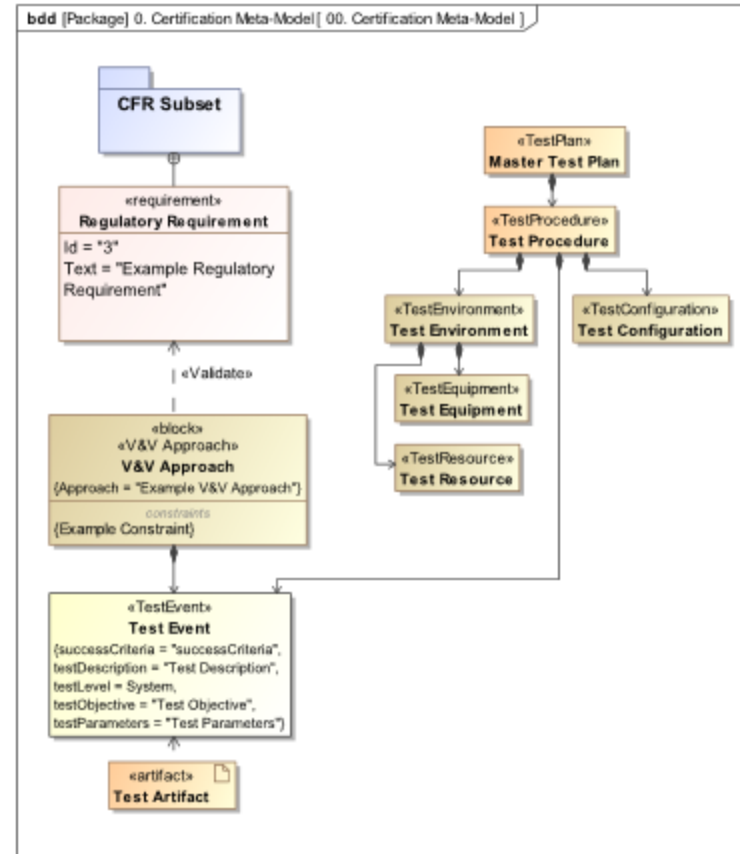 bdd [Package] 0. Certification Meta-Model[ 00. Certification Meta-Model ]
CFR Subset
«requirement»
Regulatory Requirement
Id = "3"
Text = "Example Regulatory
Requirement"
«Validate»
«block»
«V&V Approach»
V&V Approach
{Approach = "Example V&V Approach"}
constraints
{Example Constraint}
«TestEvent»
Test Event
{successCriteria = "successCriteria",
testDescription = "Test Description",
testLevel = System,
testObjective = "Test Objective",
testParameters = "Test Parameters"}
«artifact»
Test Artifact
«TestPlan»
Master Test Plan
«TestProcedure»
Test Procedure
«TestEnvironment»
Test Environment
«TestConfiguration»
Test Configuration
«TestEquipment»
Test Equipment
«TestResource»
Test Resource